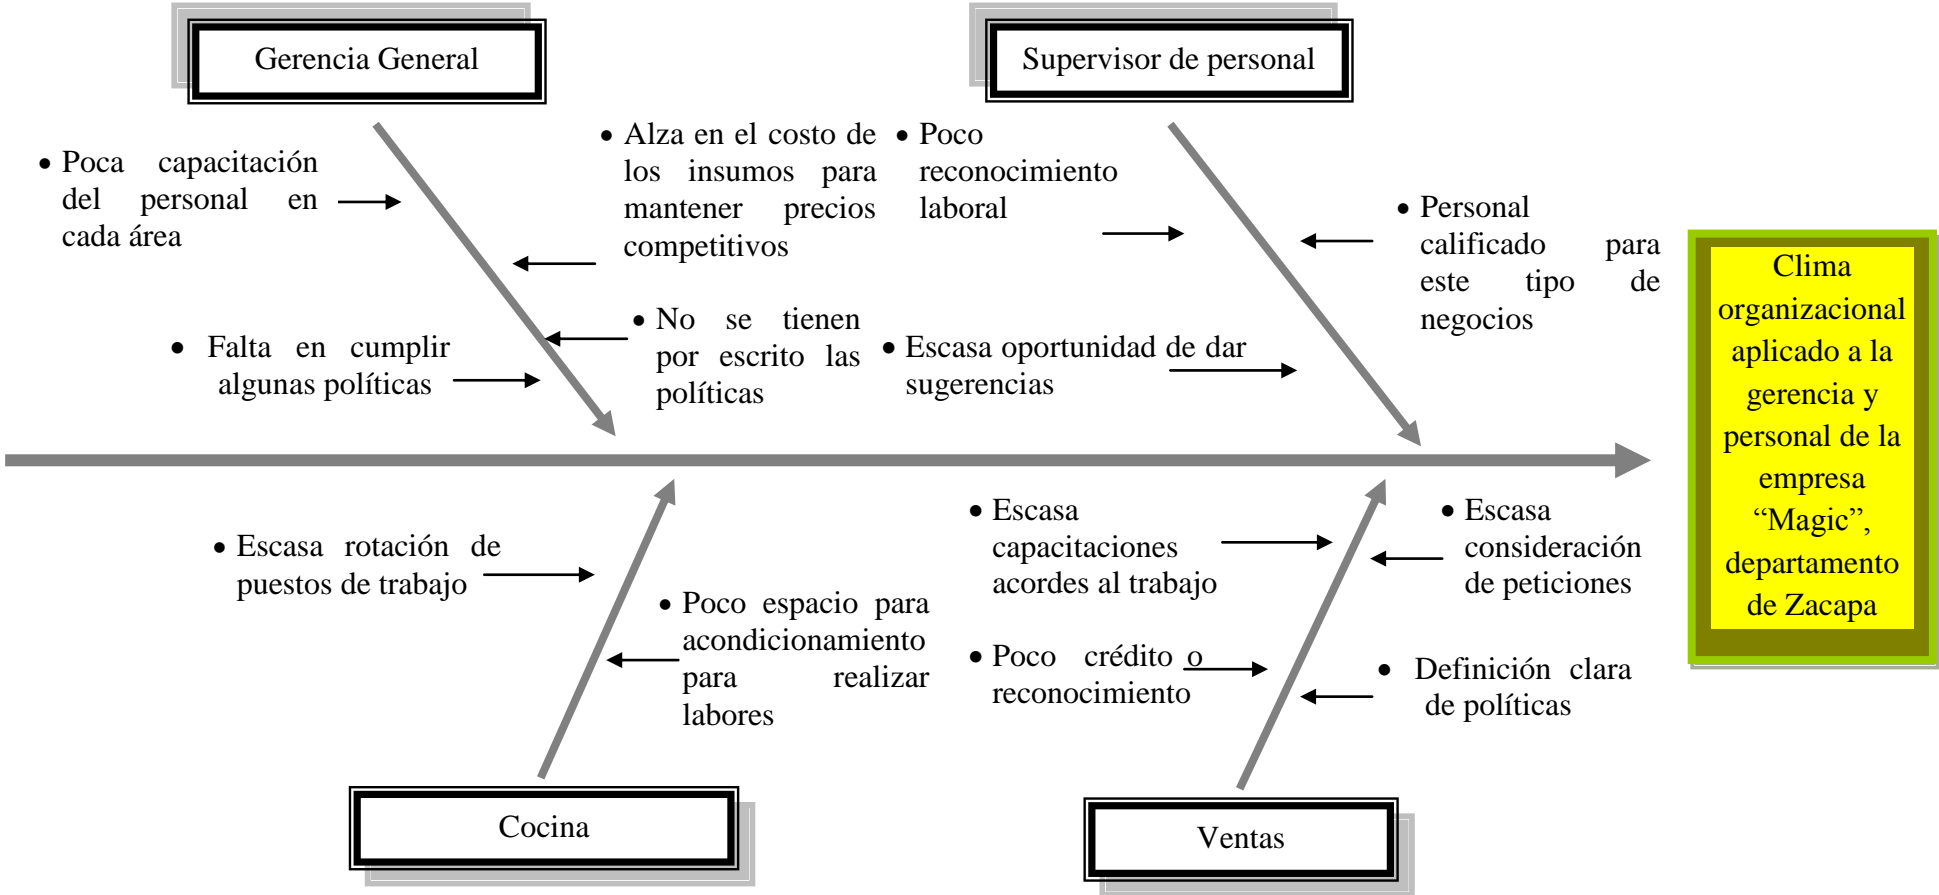 Gerencia General
Supervisor de personal
• Poca capacitación
del personal en
cada área
• Alza en el costo de
los insumos para
mantener precios
competitivos
• Falta en cumplir
algunas políticas
• No se tienen
por escrito las
políticas
• Poco
reconocimiento
laboral
• Personal
calificado para
este tipo de
negocios
• Escasa oportunidad de dar
sugerencias
Clima
organizacional
aplicado a la
gerencia y
personal de la
empresa
“Magic”,
departamento
de Zacapa
• Escasa rotación de
puestos de trabajo
• Poco espacio para
acondicionamiento
para realizar
labores
• Escasa
capacitaciones
acordes al trabajo
• Escasa
consideración
de peticiones
• Poco crédito o
reconocimiento
• Definición clara
de políticas
Cocina
Ventas